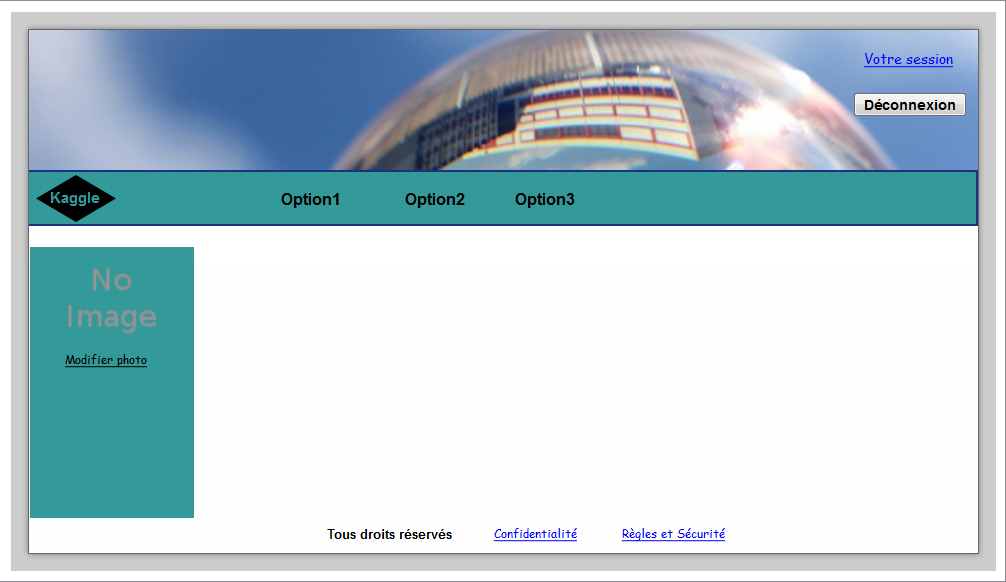 Votre session
Déconnexion
Kaggle
Option1
Option2
Option3
No
Image
Modifier photo
Tous droits réservés
Confidentialité
Règles et Sécurité